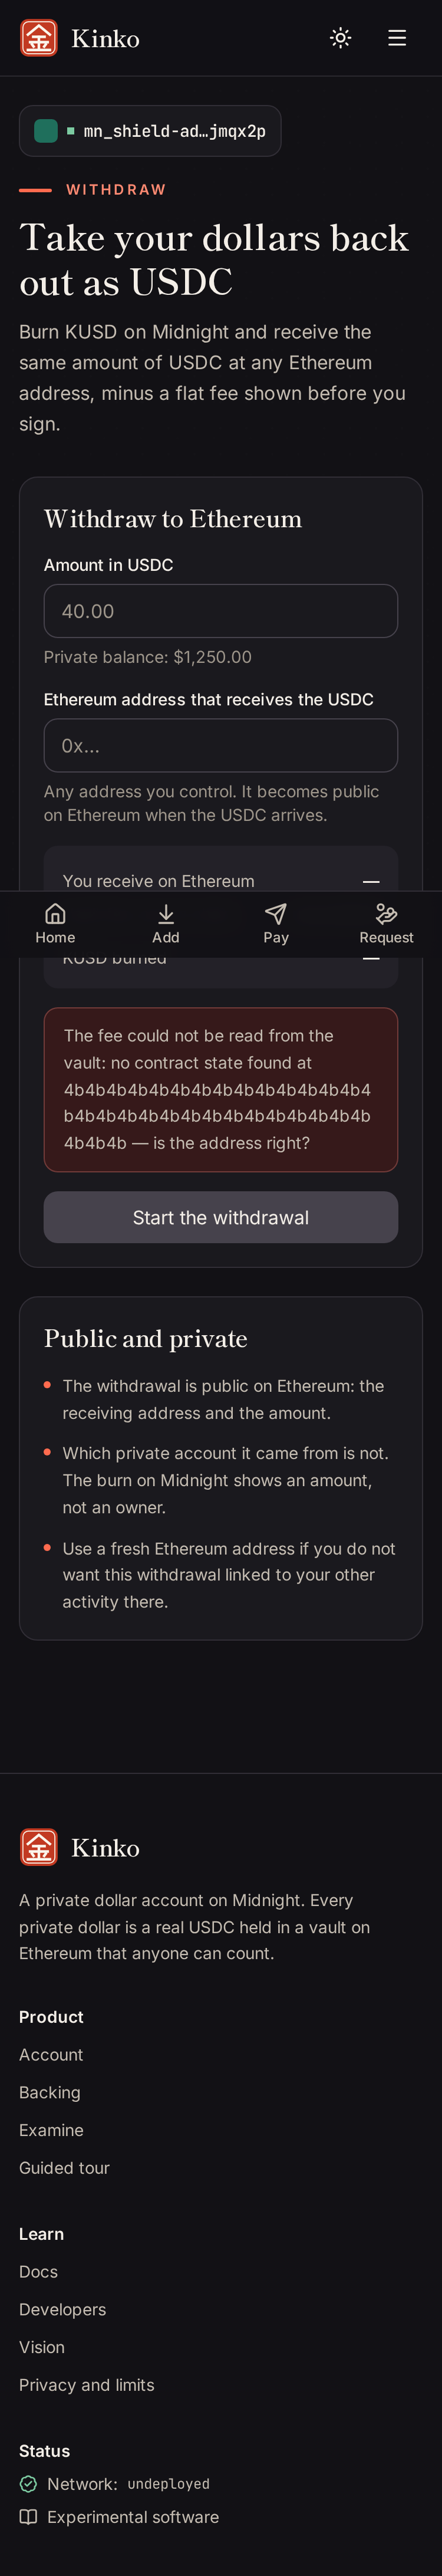 金 Kinko
mn_shield-ad…jmqx2p
WITHDRAW
Take your dollars back
out as USDC
Burn KUSD on Midnight and receive the
same amount of USDC at any Ethereum
address, minus a flat fee shown before you
sign.
Withdraw to Ethereum
Amount in USDC
40.00
Private balance: $1,250.00
Ethereum address that receives the USDC
0x...
Any address you control. It becomes public
on Ethereum when the USDC arrives.
You receive on Ethereum —
Home Add Pay Request
KUSD burned —
The fee could not be read from the
vault: no contract state found at
4b4b4b4b4b4b4b4b4b4b4b4b4b4b4
b4b4b4b4b4b4b4b4b4b4b4b4b4b4b
4b4b4b — is the address right?
Start the withdrawal
Public and private
The withdrawal is public on Ethereum: the
receiving address and the amount.
Which private account it came from is not.
The burn on Midnight shows an amount,
not an owner.
Use a fresh Ethereum address if you do not
want this withdrawal linked to your other
activity there.
金 Kinko
A private dollar account on Midnight. Every
private dollar is a real USDC held in a vault on
Ethereum that anyone can count.
Product
Account
Backing
Examine
Guided tour
Learn
Docs
Developers
Vision
Privacy and limits
Status
Network: undeployed
Experimental software